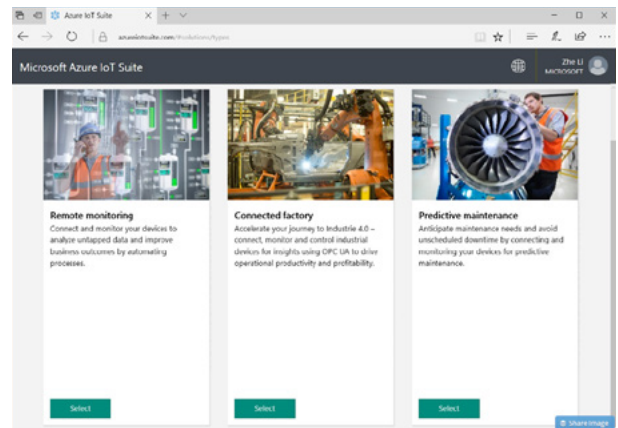 Azure IoT Suite
azureiotsuite.com/#solutions/types
Microsoft Azure IoT Suite
Zhe Li
MICROSOFT
Remote monitoring
Connect and monitor your devices to
analyze untapped data and improve
business outcomes by automating
processes.
Select
Connected factory
Accelerate your journey to Industrie 4.0 –
connect, monitor and control industrial
devices for insights using OPC UA to drive
operational productivity and profitability.
Select
Predictive maintenance
Anticipate maintenance needs and avoid
unscheduled downtime by connecting and
monitoring your devices for predictive
maintenance.
Select
Share image